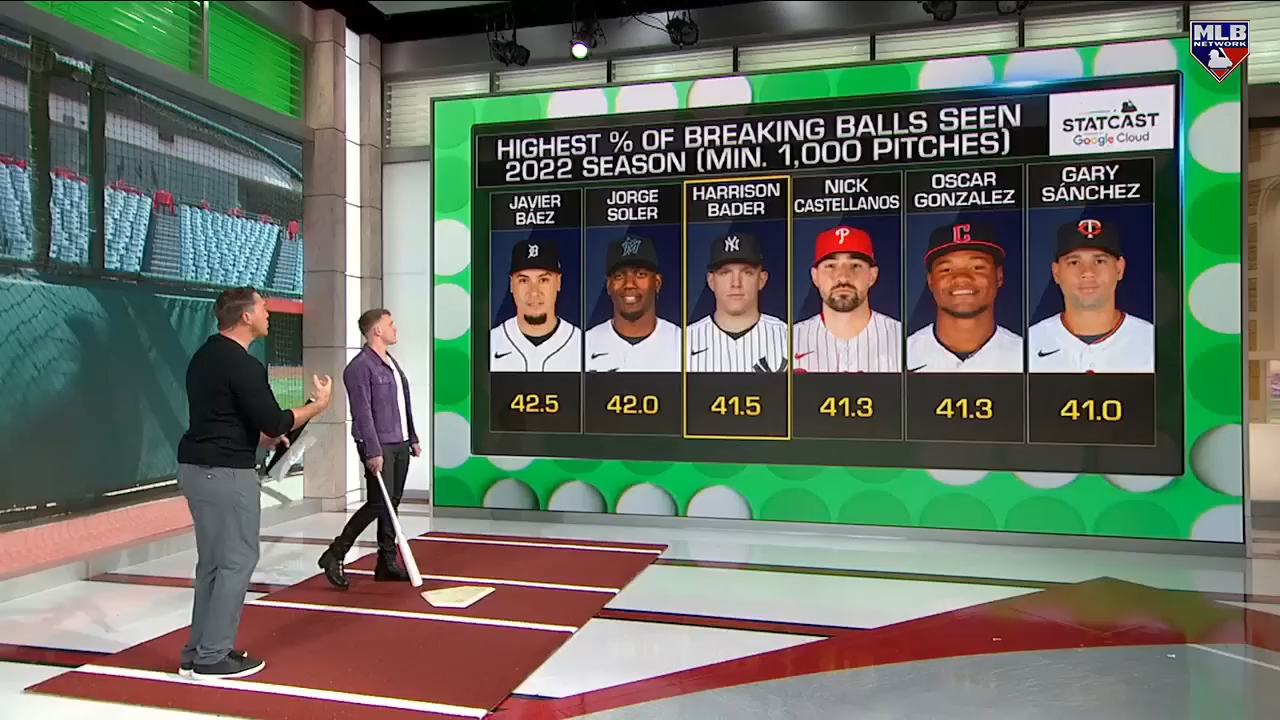 MLB
NETWORK
HIGHEST % OF BREAKING BALLS SEEN
2022 SEASON (MIN. 1,000 PITCHES)
STATCAST
Google Cloud
JAVIER
BÁEZ
JORGE
SOLER
HARRISON
BADER
NICK
CASTELLANOS
OSCAR
GONZALEZ
GARY
SÁNCHEZ
42.5
42.0
41.5
41.3
41.3
41.0